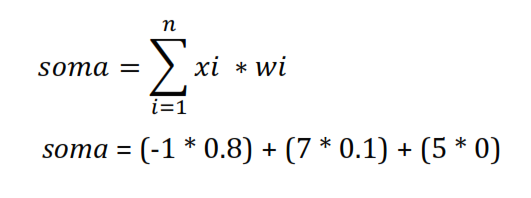 n
soma = ∑ xi * wi
i=1
soma = (-1 * 0.8) + (7 * 0.1) + (5 * 0)